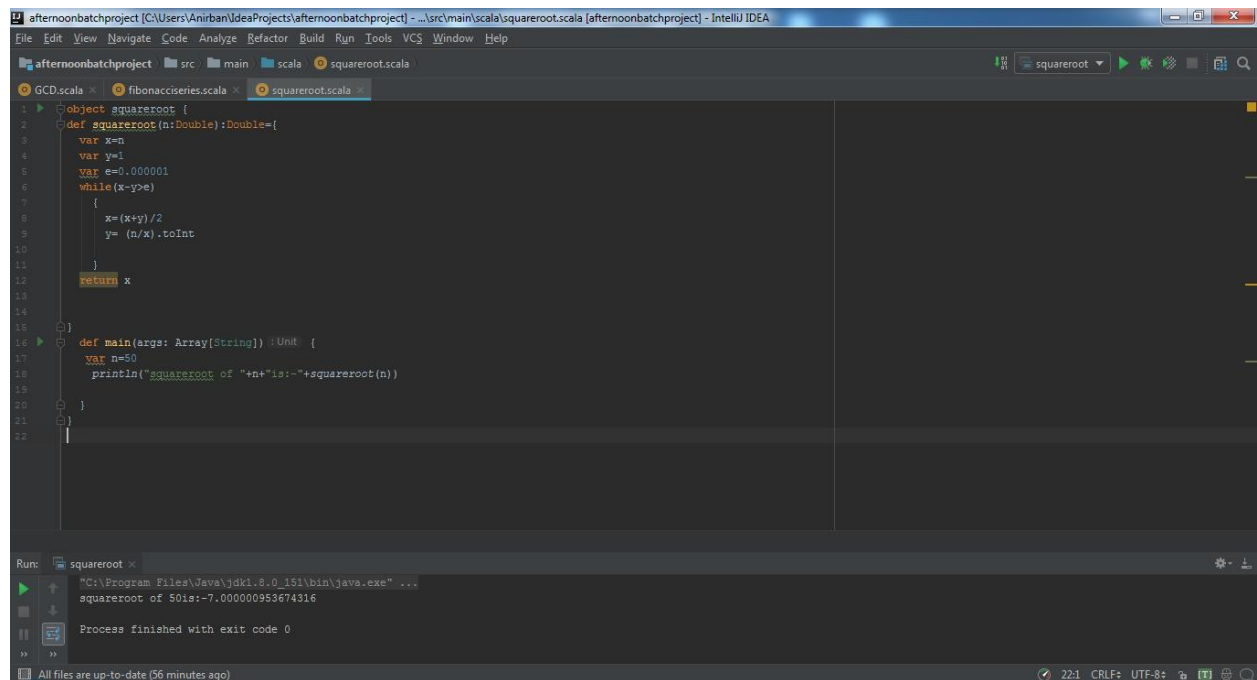 afternoonbatchproject [C:\Users\Anirban\IdeaProjects\afternoonbatchproject] - ...\src\main\scala\squareroot.scala [afternoonbatchproject] - IntelliJ IDEA
File Edit View Navigate Code Analyze Refactor Build Run Tools VCS Window Help
afternoonbatchproject src main scala squareroot.scala squareroot
GCD.scala fibonacciseries.scala squareroot.scala
1 object squareroot {
2 def squareroot(n:Double):Double={
3 var x=n
4 var y=1
5 var e=0.000001
6 while(x-y>e)
7 {
8 x=(x+y)/2
9 y= (n/x).toInt
10
11 }
12 return x
13
14
15 }
16 def main(args: Array[String]) :Unit {
17 var n=50
18 println("squareroot of "+n+"is:-"+squareroot(n))
19
20 }
21 }
22
Run: squareroot
"C:\Program Files\Java\jdk1.8.0_151\bin\java.exe" ...
squareroot of 50is:-7.000000953674316
Process finished with exit code 0
All files are up-to-date (56 minutes ago) 22:1 CRLF÷ UTF-8÷ [T]